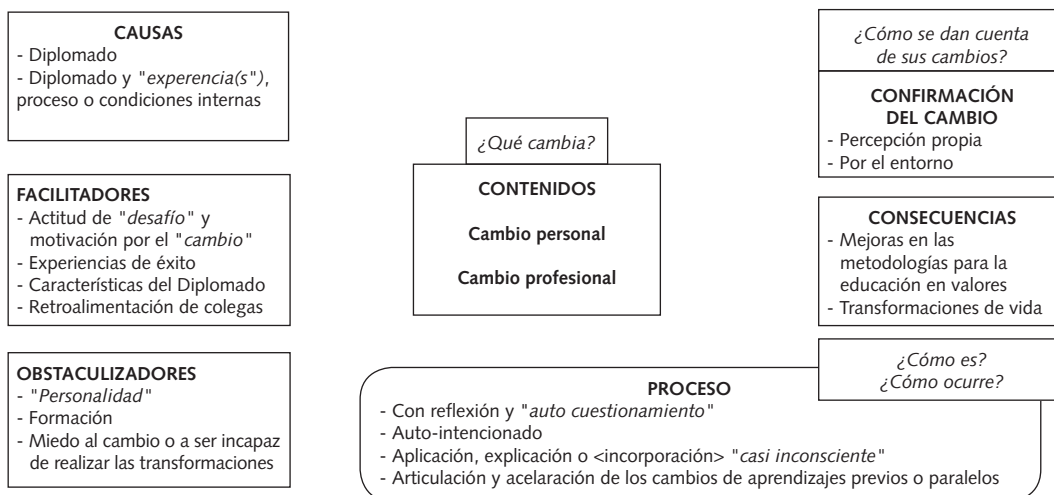 CAUSAS
- Diplomado
- Diplomado y "experencia(s"),
proceso o condiciones internas
FACILITADORES
- Actitud de "desafío" y
motivación por el "cambio"
- Experiencias de éxito
- Características del Diplomado
- Retroalimentación de colegas
OBSTACULIZADORES
- "Personalidad"
- Formación
- Miedo al cambio o a ser incapaz
de realizar las transformaciones
¿Qué cambia?
CONTENIDOS
Cambio personal
Cambio profesional
¿Cómo se dan cuenta
de sus cambios?
CONFIRMACIÓN
DEL CAMBIO
- Percepción propia
- Por el entorno
CONSECUENCIAS
- Mejoras en las
metodologías para la
educación en valores
- Transformaciones de vida
¿Cómo es?
¿Cómo ocurre?
PROCESO
- Con reflexión y "auto cuestionamiento"
- Auto-intencionado
- Aplicación, explicación o <incorporación> "casi inconsciente"
- Articulación y acelaración de los cambios de aprendizajes previos o paralelos